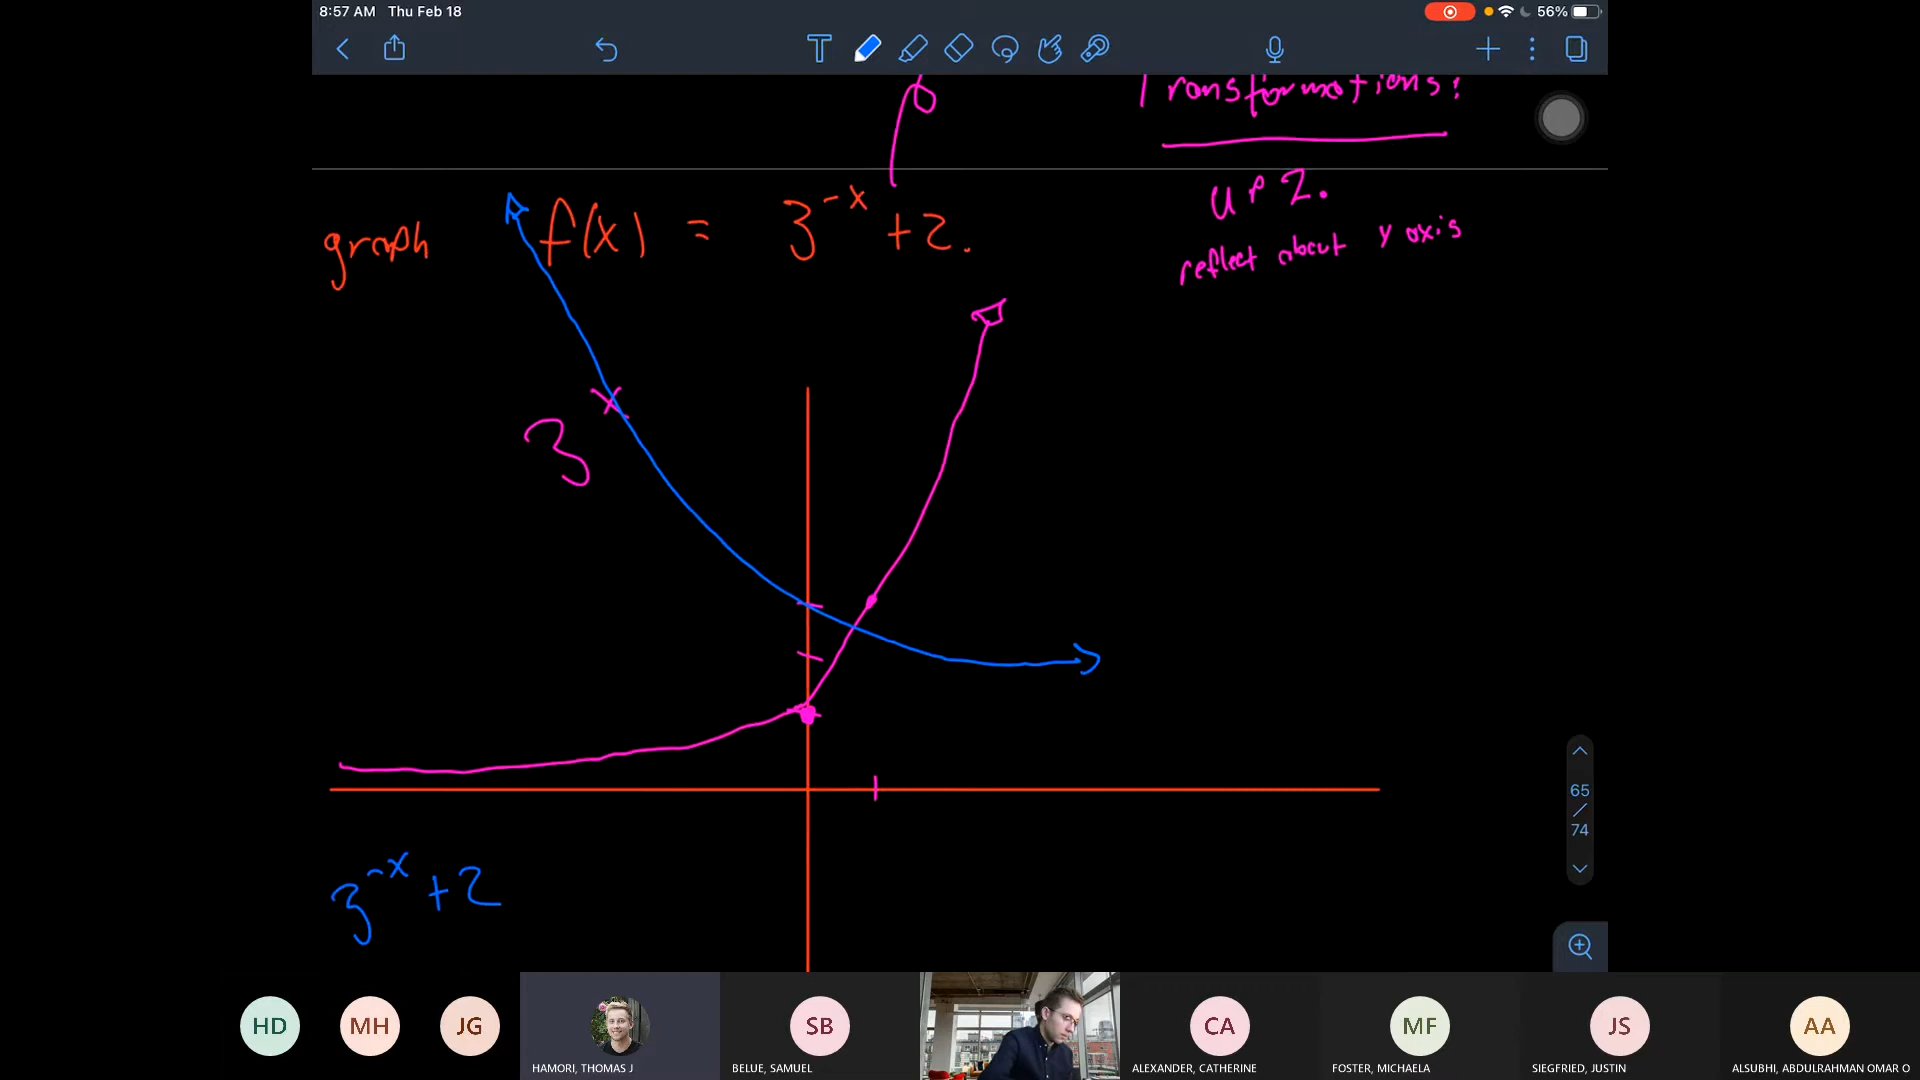 8:57 AM Thu Feb 18
56%
Transformations:
up 2.
reflect about y axis
graph f(x) = 3^-x + 2.
3
65
/
74
3^-x + 2
HD
MH
JG
SB
CA
MF
JS
AA
HAMORI, THOMAS J
BELUE, SAMUEL
ALEXANDER, CATHERINE
FOSTER, MICHAELA
SIEGFRIED, JUSTIN
ALSUBHI, ABDULRAHMAN OMAR O